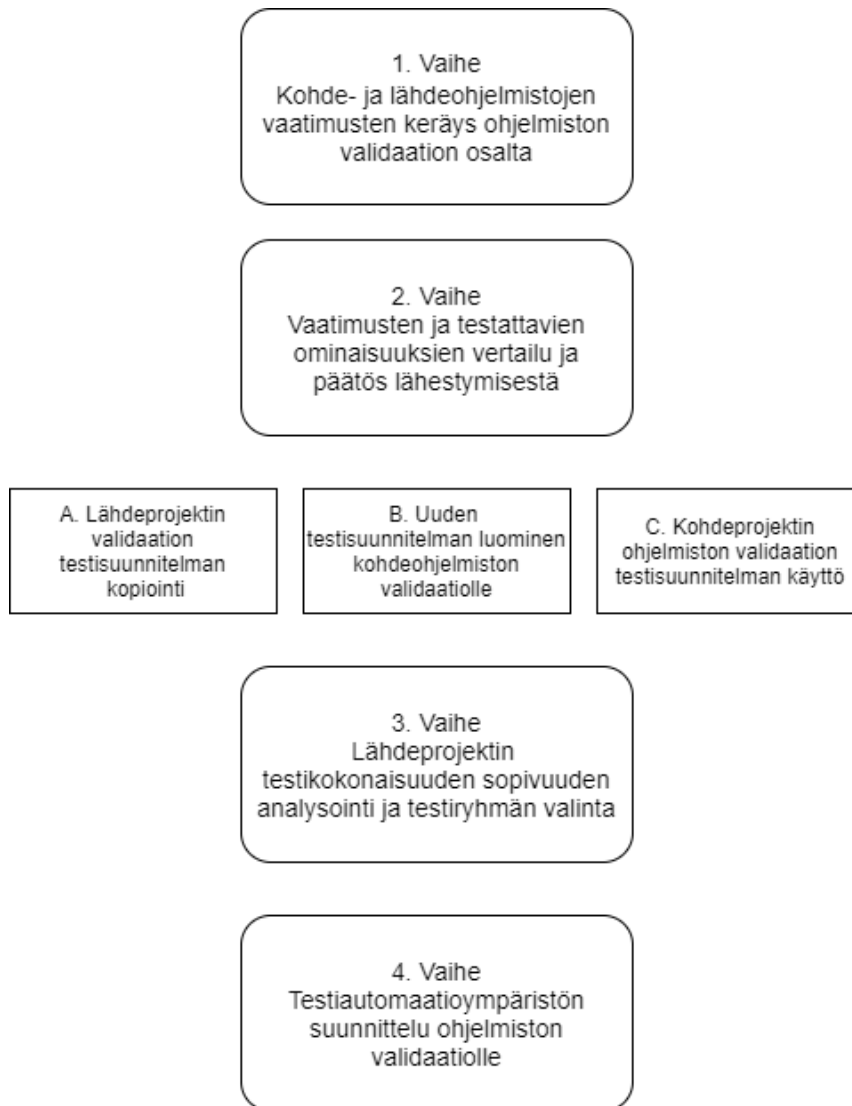 1. Vaihe
Kohde- ja lähdeohjelmistojen
vaatimusten keräys ohjelmiston
validaation osalta
2. Vaihe
Vaatimusten ja testattavien
ominaisuuksien vertailu ja
päätös lähestymisestä
A. Lähdeprojektin
validaation
testisuunnitelman
kopiointi
B. Uuden
testisuunnitelman luominen
kohdeohjelmiston
validaatiolle
C. Kohdeprojektin
ohjelmiston validaation
testisuunnitelman käyttö
3. Vaihe
Lähdeprojektin
testikokonaisuuden sopivuuden
analysointi ja testiryhmän valinta
4. Vaihe
Testiautomaatioympäristön
suunnittelu ohjelmiston
validaatiolle